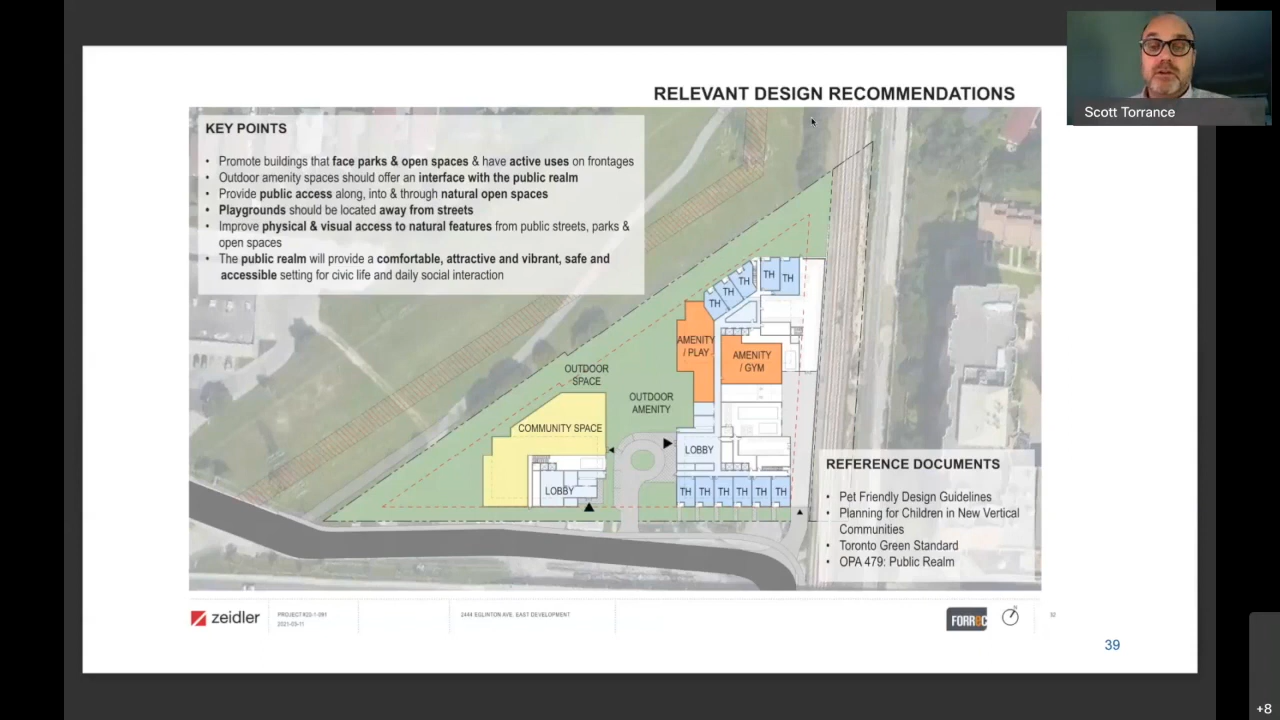 RELEVANT DESIGN RECOMMENDATIONS
Scott Torrance
KEY POINTS
• Promote buildings that face parks & open spaces & have active uses on frontages
• Outdoor amenity spaces should offer an interface with the public realm
• Provide public access along, into & through natural open spaces
• Playgrounds should be located away from streets
• Improve physical & visual access to natural features from public streets, parks &
open spaces
• The public realm will provide a comfortable, attractive and vibrant, safe and
accessible setting for civic life and daily social interaction
TH TH TH TH TH
AMENITY
/ PLAY
AMENITY
/ GYM
OUTDOOR
SPACE
OUTDOOR
AMENITY
COMMUNITY SPACE
LOBBY
LOBBY
TH TH TH TH TH TH
REFERENCE DOCUMENTS
• Pet Friendly Design Guidelines
• Planning for Children in New Vertical
Communities
• Toronto Green Standard
• OPA 479: Public Realm
zeidler
2021-03-11
2444 EGLINTON AVE. EAST DEVELOPMENT
FORREC
N
39
+8